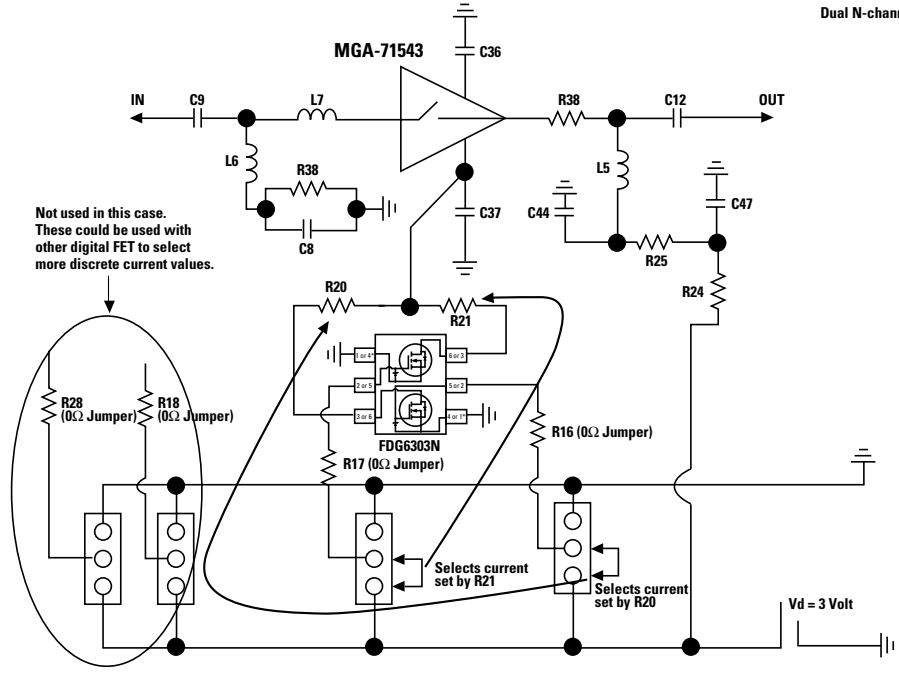 Dual N-chann
C36
MGA-71543
IN
C9
L7
R38
C12
OUT
L6
R38
C8
L5
C44
C37
C47
R25
R24
Not used in this case.
These could be used with
other digital FET to select
more discrete current values.
R20
R21
1 or 4*
6 or 3
2 or 5
5 or 2
3 or 6
4 or 1*
FDG6303N
R28
(0Ω Jumper)
R18
(0Ω Jumper)
R17 (0Ω Jumper)
R16 (0Ω Jumper)
Selects current
set by R21
Selects current
set by R20
Vd = 3 Volt